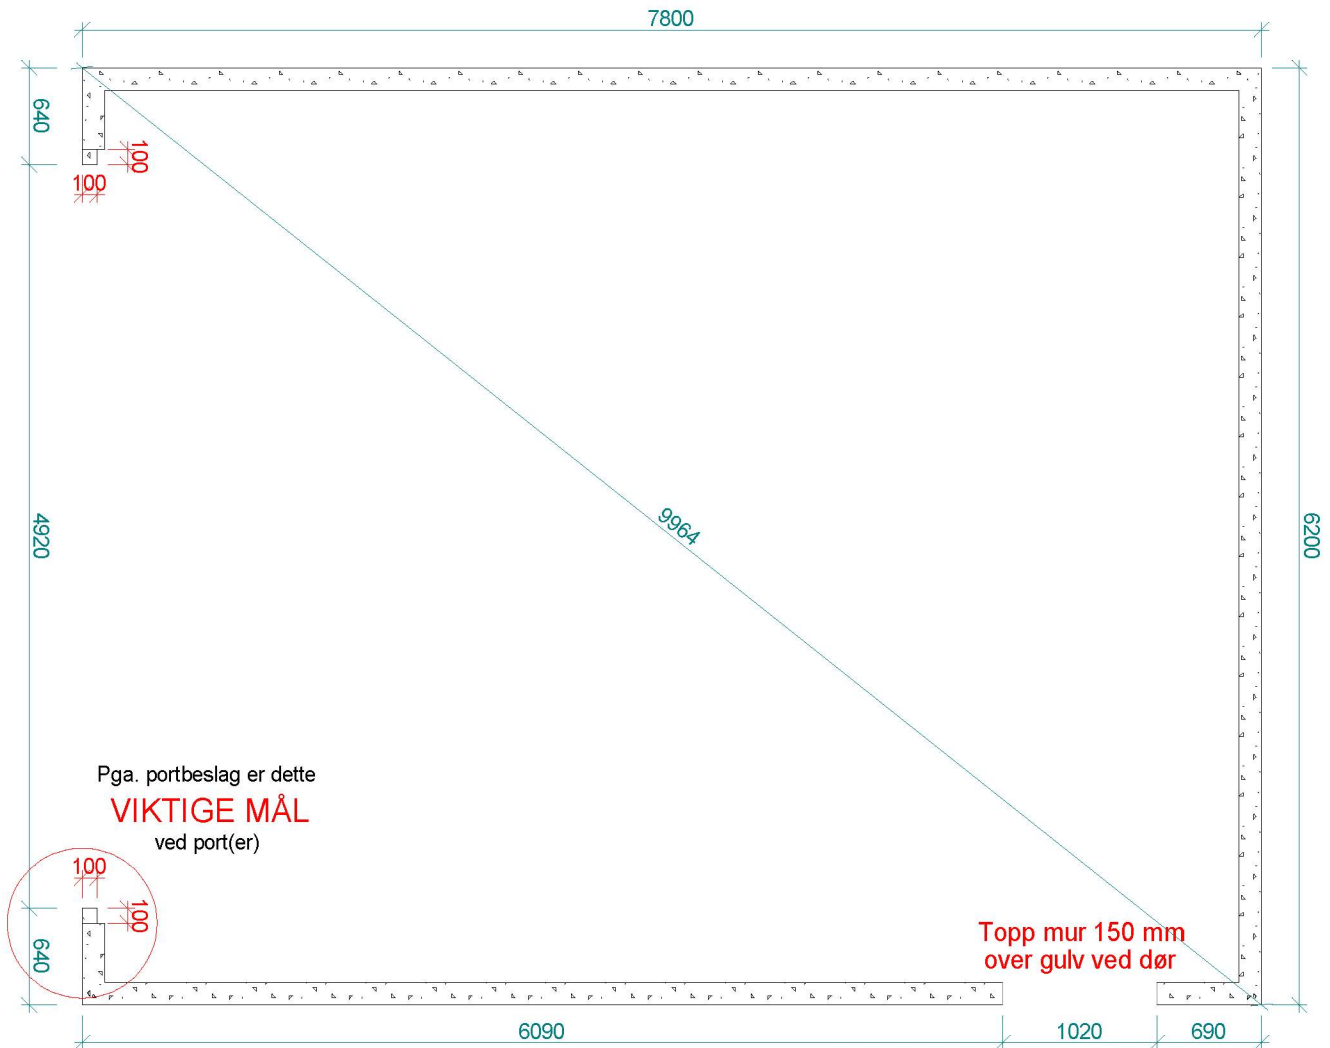 7800
640
100
100
4920
9964
6200
Pga. portbeslag er dette
VIKTIGE MÅL
ved port(er)
100
100
640
Topp mur 150 mm
over gulv ved dør
6090
1020
690